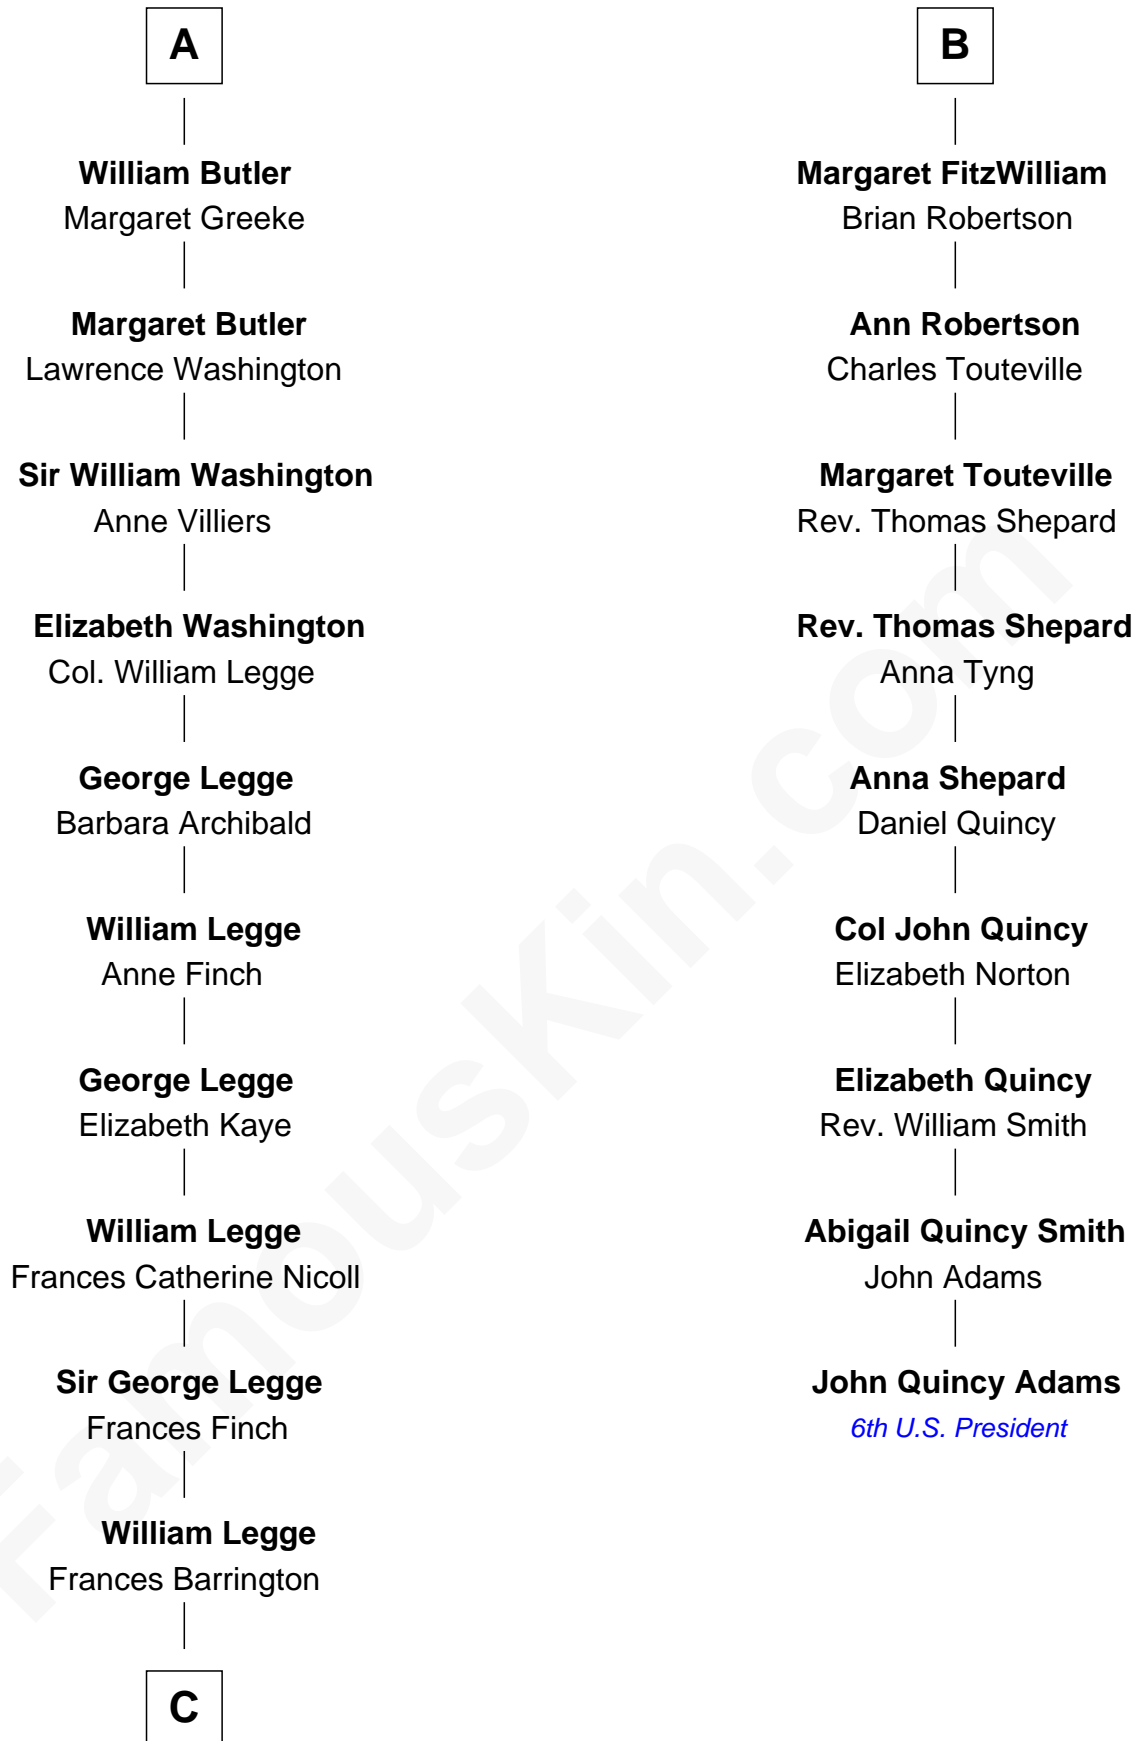 A
William Butler
Margaret Greeke
Margaret Butler
Lawrence Washington
Sir William Washington
Anne Villiers
Elizabeth Washington
Col. William Legge
George Legge
Barbara Archibald
William Legge
Anne Finch
George Legge
Elizabeth Kaye
William Legge
Frances Catherine Nicoll
Sir George Legge
Frances Finch
William Legge
Frances Barrington
C
B
Margaret FitzWilliam
Brian Robertson
Ann Robertson
Charles Touteville
Margaret Touteville
Rev. Thomas Shepard
Rev. Thomas Shepard
Anna Tyng
Anna Shepard
Daniel Quincy
Col John Quincy
Elizabeth Norton
Elizabeth Quincy
Rev. William Smith
Abigail Quincy Smith
John Adams
John Quincy Adams
6th U.S. President
FamousKin.com